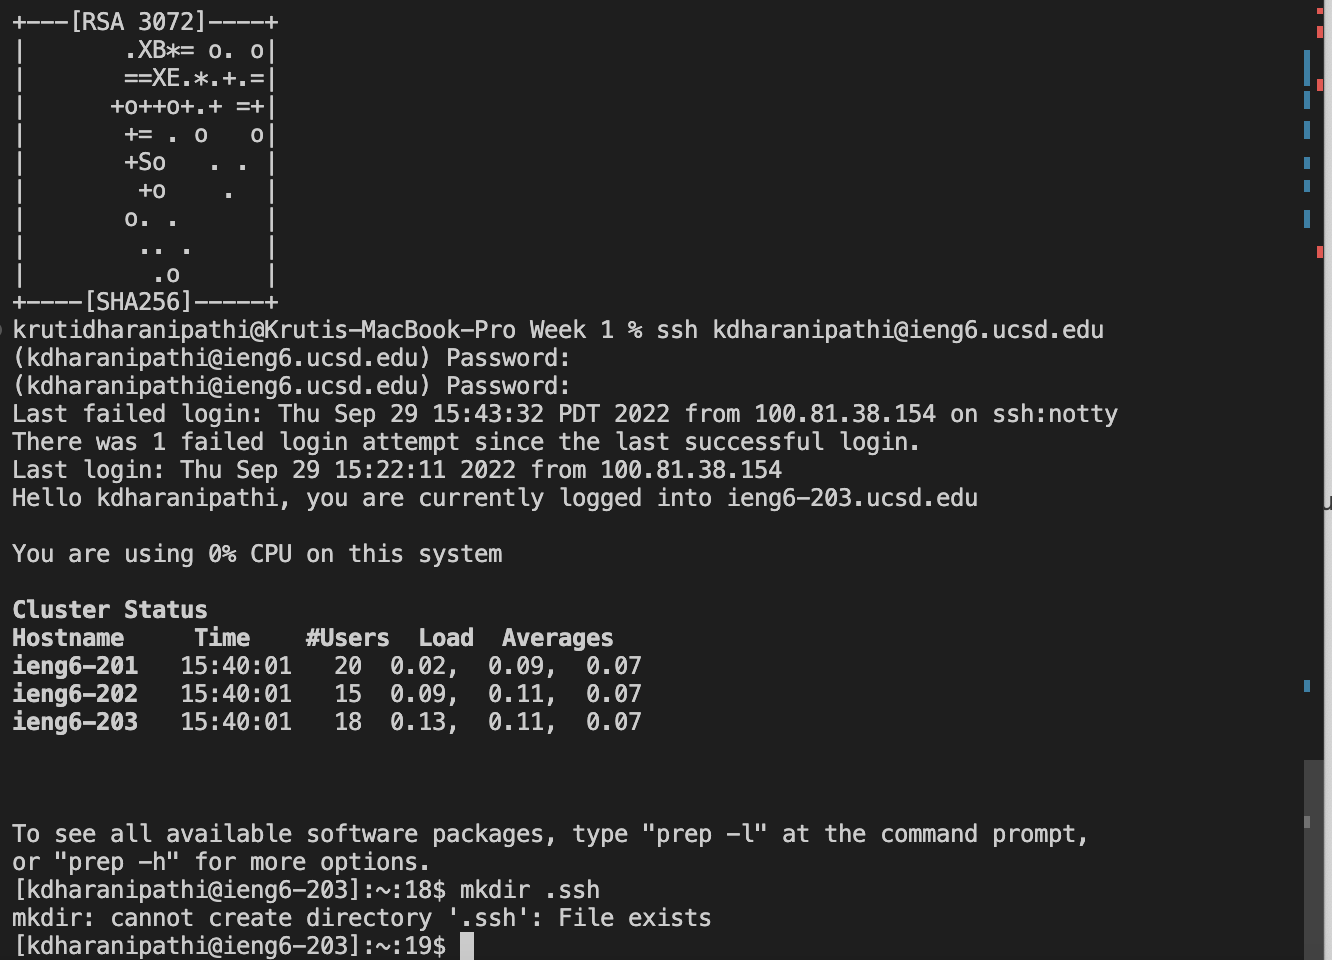 +---[RSA 3072]----+
|       .XB*= o. o|
|       ==XE.*.+.=|
|      +o++o+.+ =+|
|       += . o   o|
|       +So   . . |
|        +o    .  |
|       o. .      |
|        .. .     |
|         .o      |
+----[SHA256]-----+
krutidharanipathi@Krutis-MacBook-Pro Week 1 % ssh kdharanipathi@ieng6.ucsd.edu
(kdharanipathi@ieng6.ucsd.edu) Password:
(kdharanipathi@ieng6.ucsd.edu) Password:
Last failed login: Thu Sep 29 15:43:32 PDT 2022 from 100.81.38.154 on ssh:notty
There was 1 failed login attempt since the last successful login.
Last login: Thu Sep 29 15:22:11 2022 from 100.81.38.154
Hello kdharanipathi, you are currently logged into ieng6-203.ucsd.edu
You are using 0% CPU on this system
Cluster Status
Hostname     Time    #Users  Load  Averages
ieng6-201   15:40:01   20  0.02,  0.09,  0.07
ieng6-202   15:40:01   15  0.09,  0.11,  0.07
ieng6-203   15:40:01   18  0.13,  0.11,  0.07
To see all available software packages, type "prep -l" at the command prompt,
or "prep -h" for more options.
[kdharanipathi@ieng6-203]:~:18$ mkdir .ssh
mkdir: cannot create directory '.ssh': File exists
[kdharanipathi@ieng6-203]:~:19$